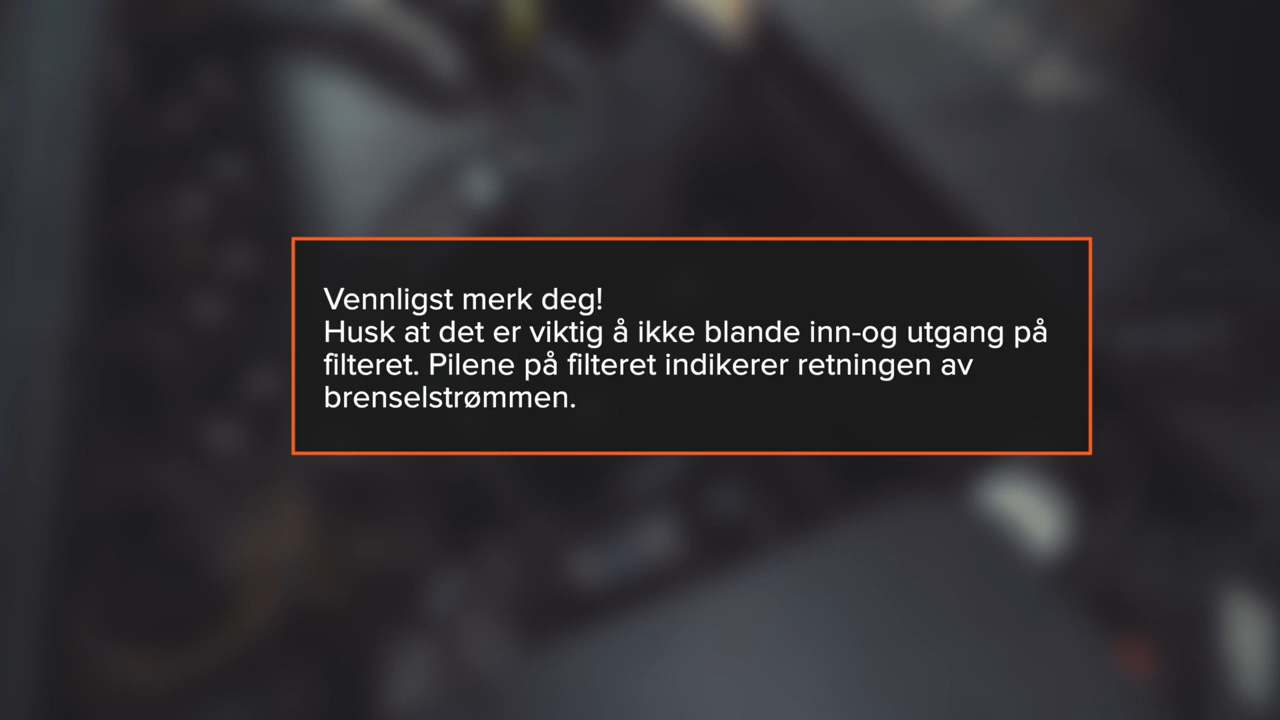 Vennligst merk deg!
Husk at det er viktig å ikke blande inn-og utgang på
filteret. Pilene på filteret indikerer retningen av
brenselstrømmen.